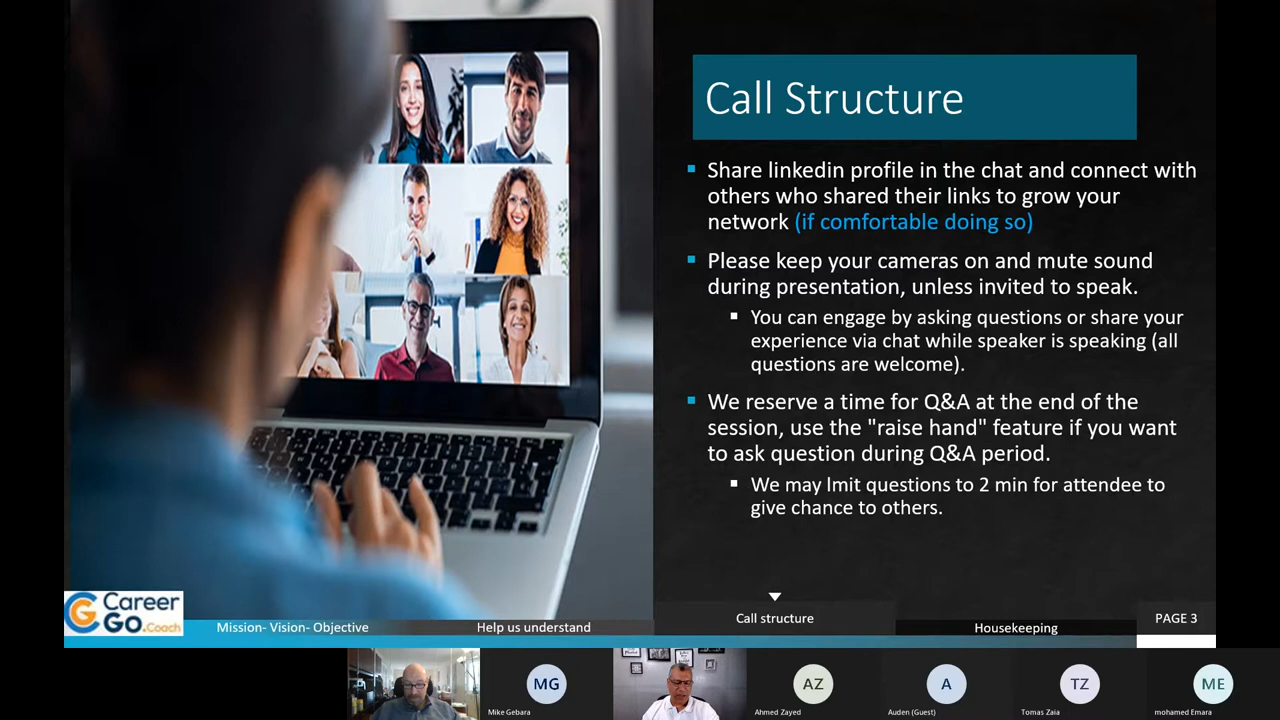 Call Structure
Share linkedin profile in the chat and connect with
others who shared their links to grow your
network (if comfortable doing so)
Please keep your cameras on and mute sound
during presentation, unless invited to speak.
You can engage by asking questions or share your
experience via chat while speaker is speaking (all
questions are welcome).
We reserve a time for Q&A at the end of the
session, use the "raise hand" feature if you want
to ask question during Q&A period.
We may lmit questions to 2 min for attendee to
give chance to others.
CG Career
Go.Coach
Mission- Vision- Objective
Help us understand
Call structure
Housekeeping
PAGE 3
MG
AZ
A
TZ
ME
Mike Gebara
Ahmed Zayed
Auden (Guest)
Tomas Zaia
mohamed Emara